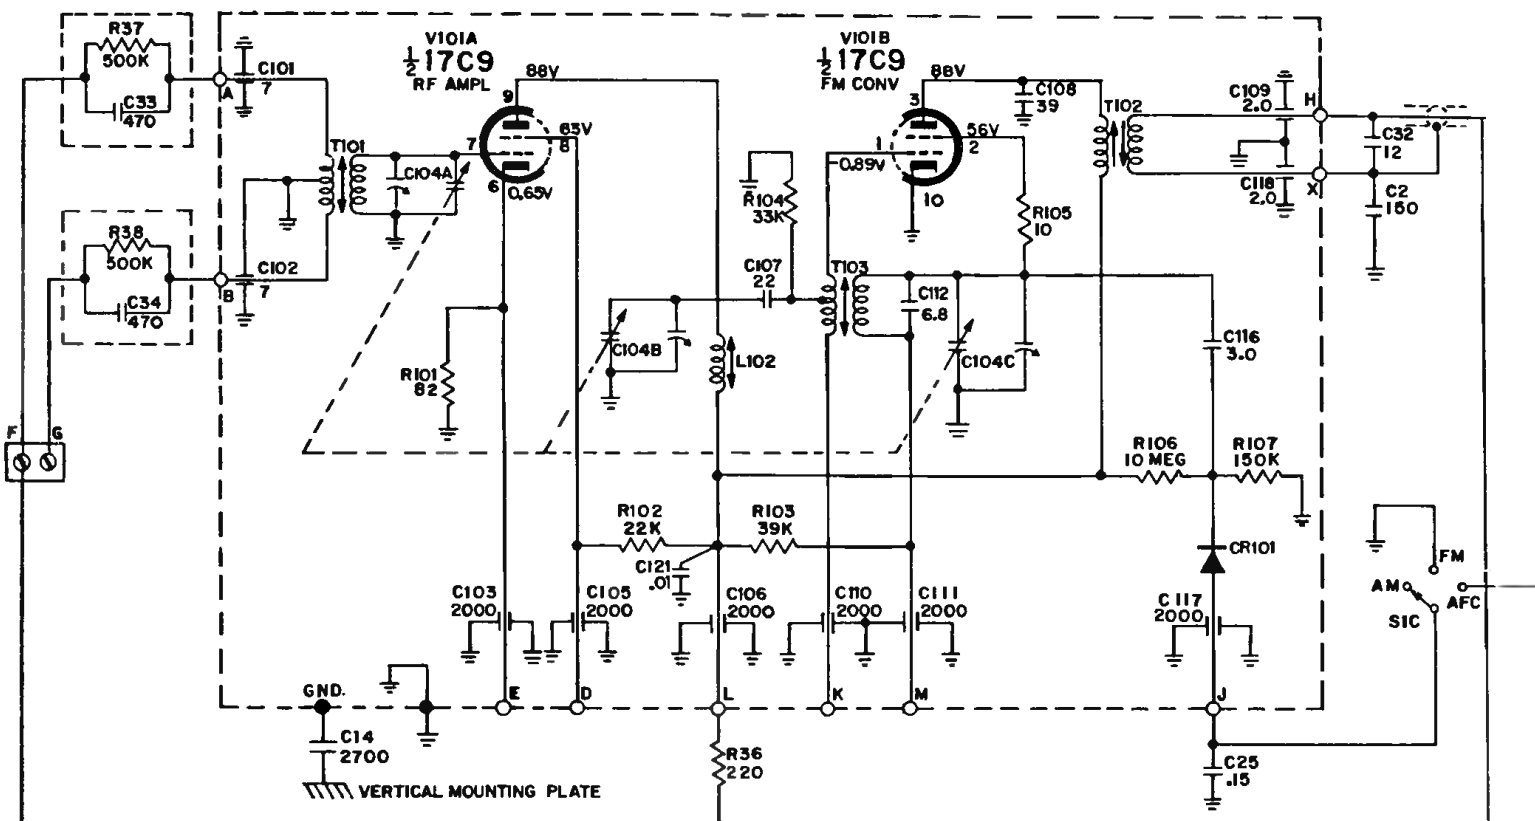 R37
500K
C33
470
R38
500K
C34
470
F
G
A
B
C101
7
C102
7
T101
C104A
V101A
½17C9
RF AMPL
88V
9
63V
8
7
6
0.65V
R101
82
C104B
L102
C107
22
R104
33K
V101B
½17C9
FM CONV
88V
3
56V
2
1
-0.89V
10
C108
39
R105
10
T103
C112
6.8
C104C
C116
3.0
T102
C109
2.0
H
C118
2.0
X
C32
12
C2
150
R106
10 MEG
R107
150K
R102
22K
R103
39K
C121
.01
CR101
C103
2000
C105
2000
C106
2000
C110
2000
C111
2000
C117
2000
FM
AM
AFC
S1C
GND.
E
D
L
K
M
J
C14
2700
R36
220
C25
.15
VERTICAL MOUNTING PLATE